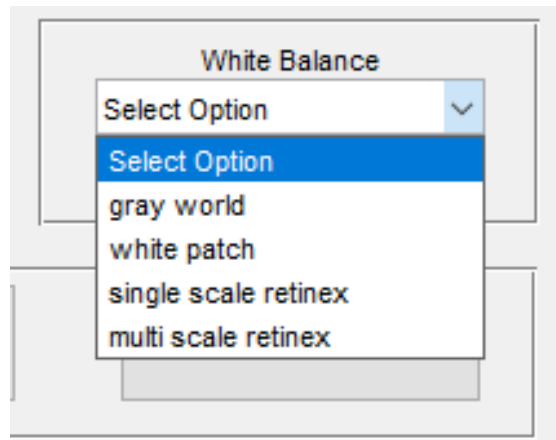 White Balance
Select Option
Select Option
gray world
white patch
single scale retinex
multi scale retinex